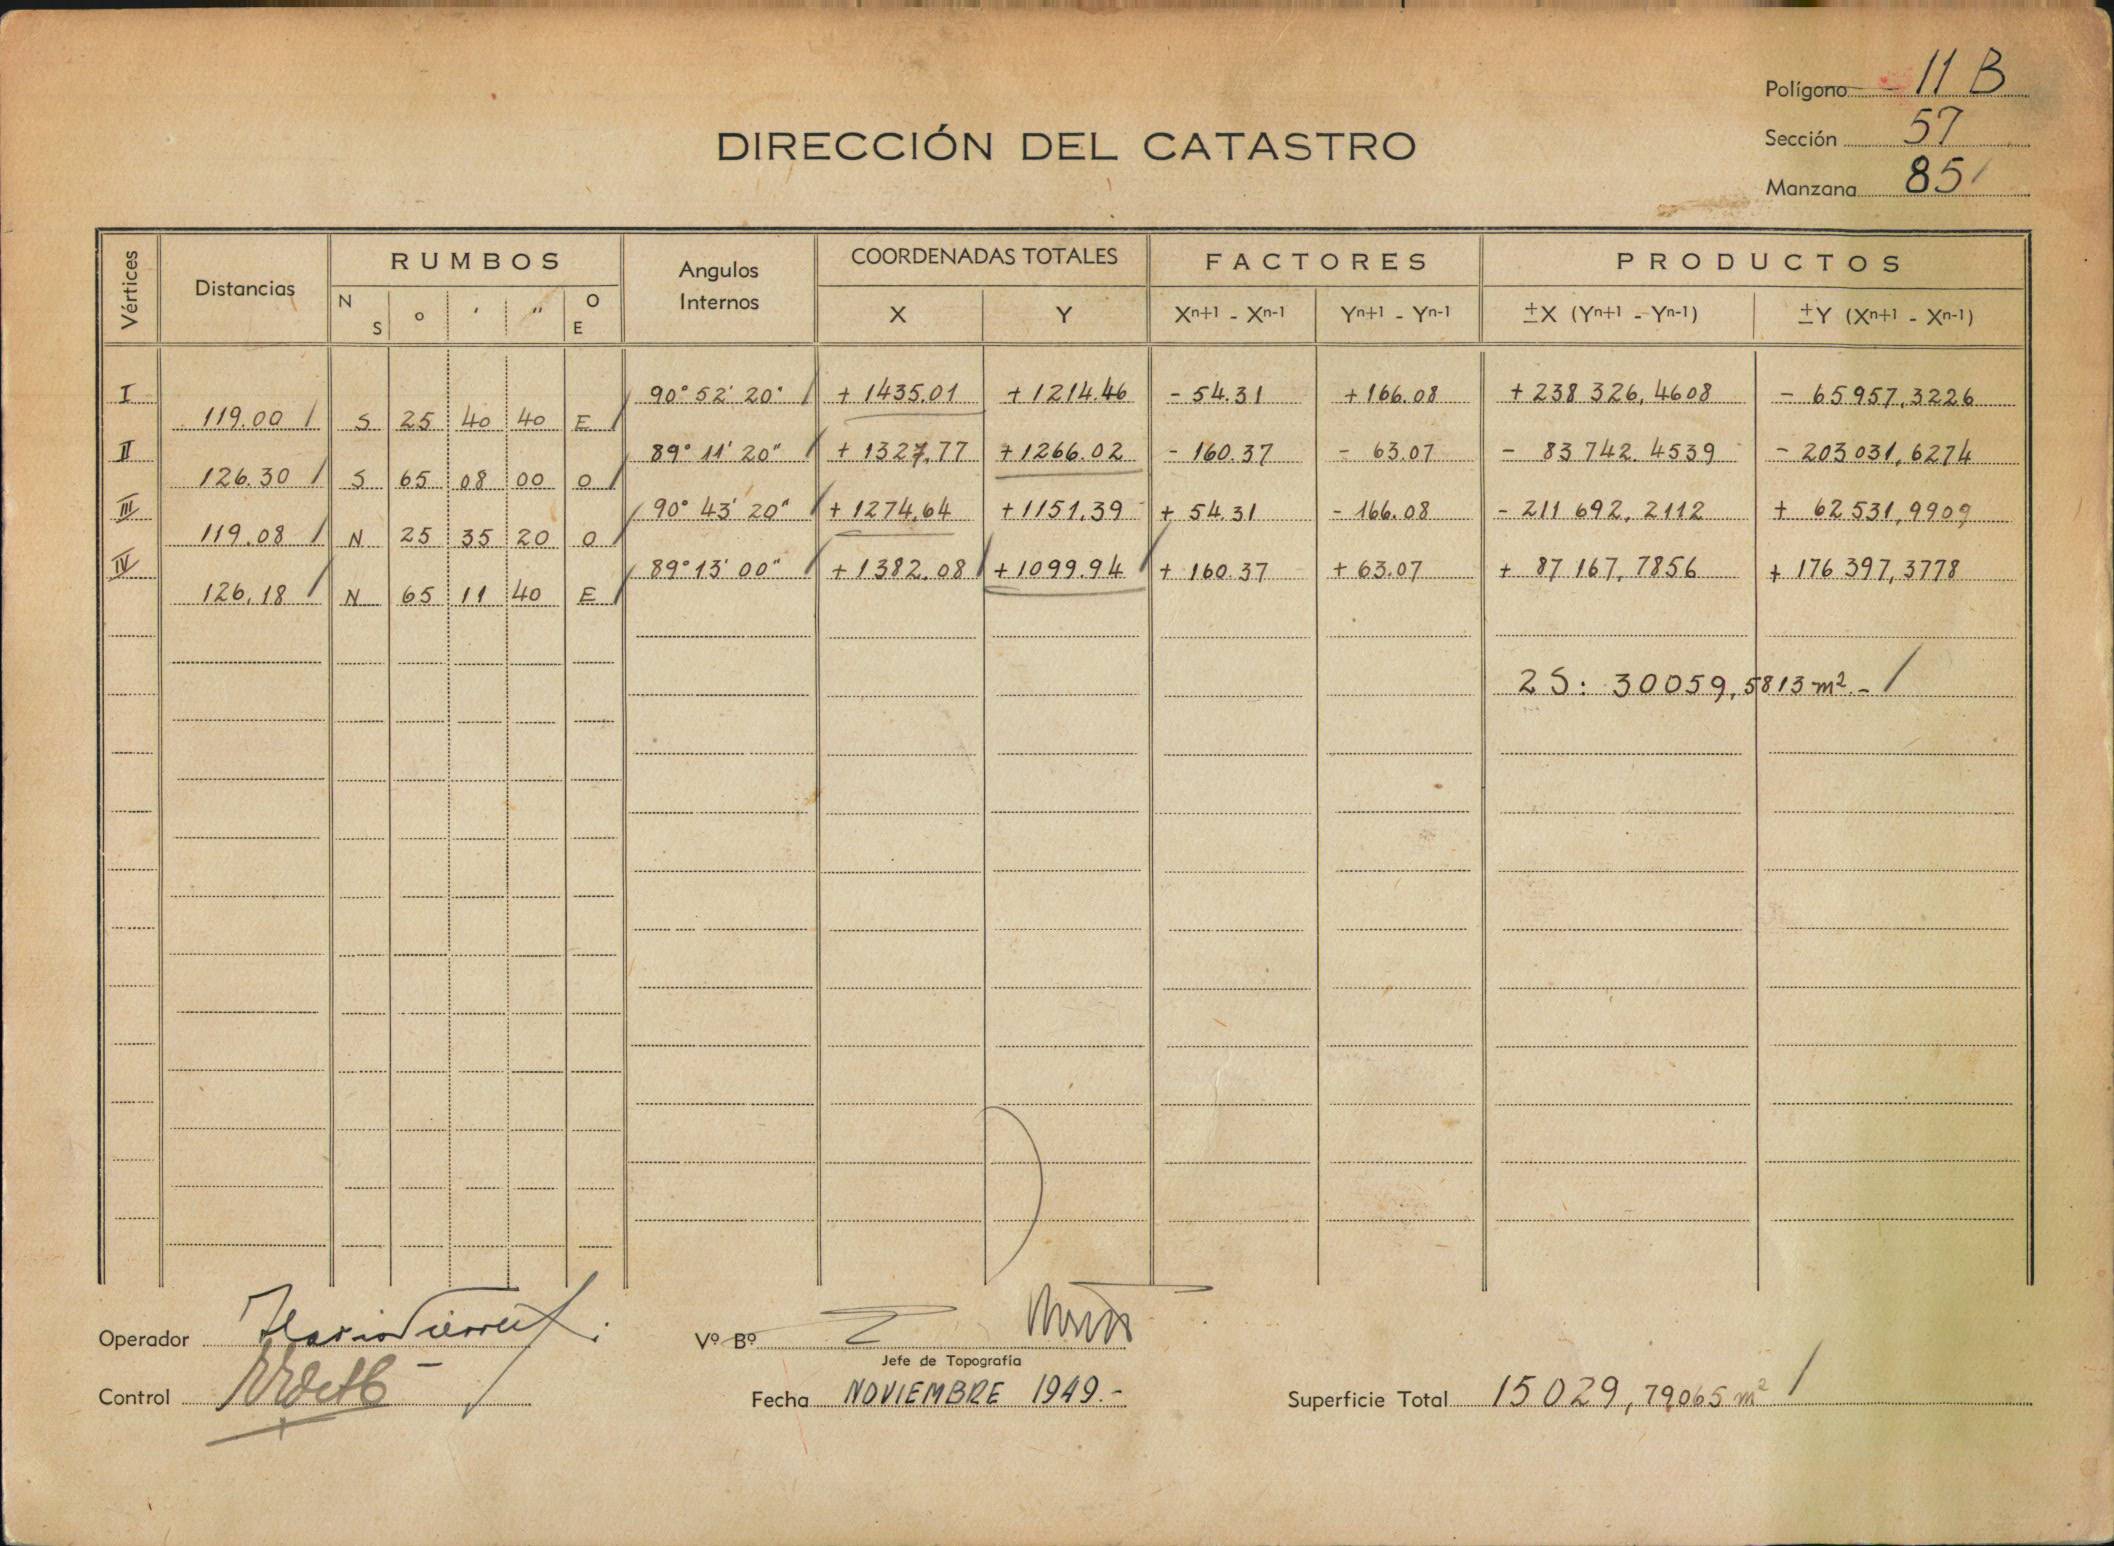 Polígono 11 B
DIRECCIÓN DEL CATASTRO
Sección 57
Manzana 85
Vértices Distancias RUMBOS Angulos Internos COORDENADAS TOTALES FACTORES PRODUCTOS
N S ° ' " O E X Y Xⁿ⁺¹ - Xⁿ⁻¹ Yⁿ⁺¹ - Yⁿ⁻¹ ±X (Yⁿ⁺¹ - Yⁿ⁻¹) ±Y (Xⁿ⁺¹ - Xⁿ⁻¹)
I 90° 52' 20" + 1435.01 + 1214.46 - 54.31 + 166.08 + 238 326,4608 - 65957,3226
119.00 S 25 40 40 E
II 89° 11' 20" + 1327.77 + 1266.02 - 160.37 - 63.07 - 83 742.4539 - 203 031,6274
126.30 S 65 08 00 O
III 90° 43' 20" + 1274.64 + 1151.39 + 54.31 - 166.08 - 211 692,2112 + 62 531,9909
119.08 N 25 35 20 O
IV 89° 13' 00" + 1382.08 + 1099.94 + 160.37 + 63.07 + 87 167,7856 + 176 397,3778
126.18 N 65 11 40 E
2S: 30059,5813 m². -
Operador
Vº Bº
Jefe de Topografía
Control
Fecha NOVIEMBRE 1949.-
Superficie Total 15029,79065 m²